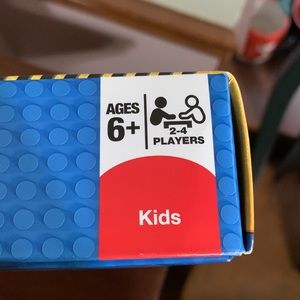 AGES
6+
2-4
PLAYERS
Kids